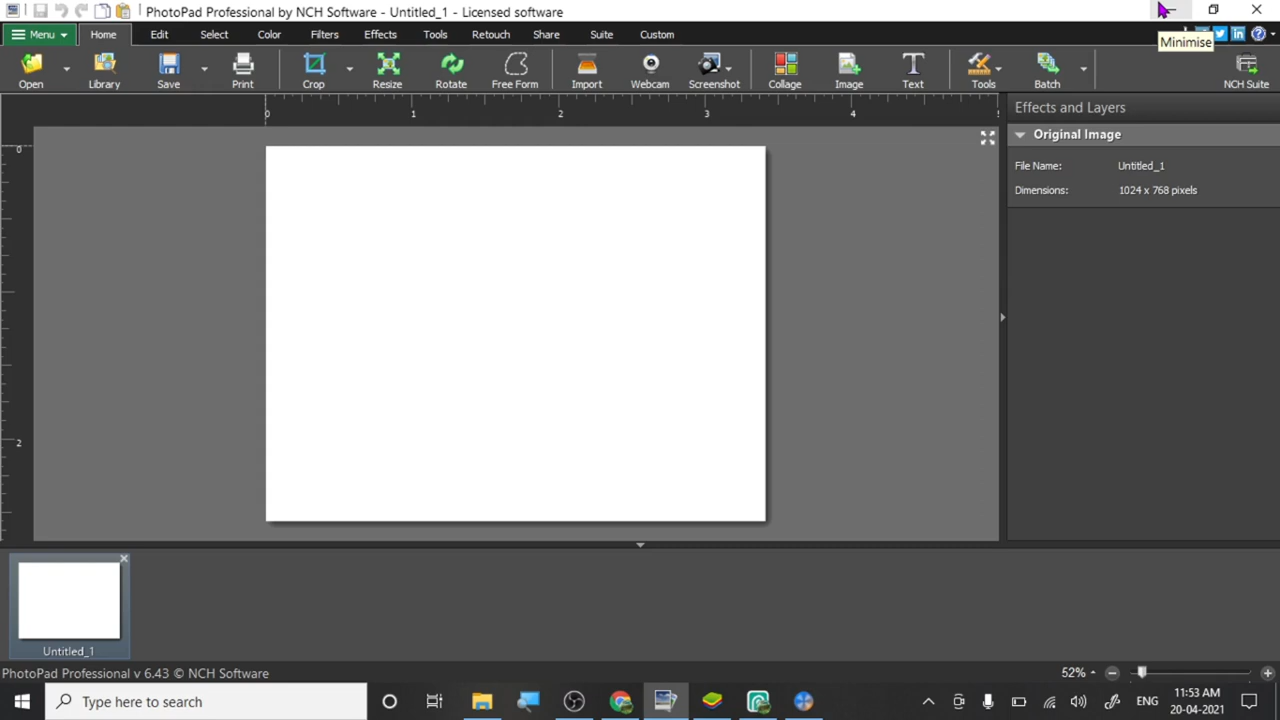 PhotoPad Professional by NCH Software - Untitled_1 - Licensed software
Menu Home Edit Select Color Filters Effects Tools Retouch Share Suite Custom
Minimise
Open Library Save Print Crop Resize Rotate Free Form Import Webcam Screenshot Collage Image Text Tools Batch NCH Suite
0 1 2 3 4 5
Effects and Layers
Original Image
0
File Name: Untitled_1
Dimensions: 1024 x 768 pixels
2
Untitled_1
PhotoPad Professional v 6.43 © NCH Software
52%
Type here to search
ENG
11:53 AM
20-04-2021